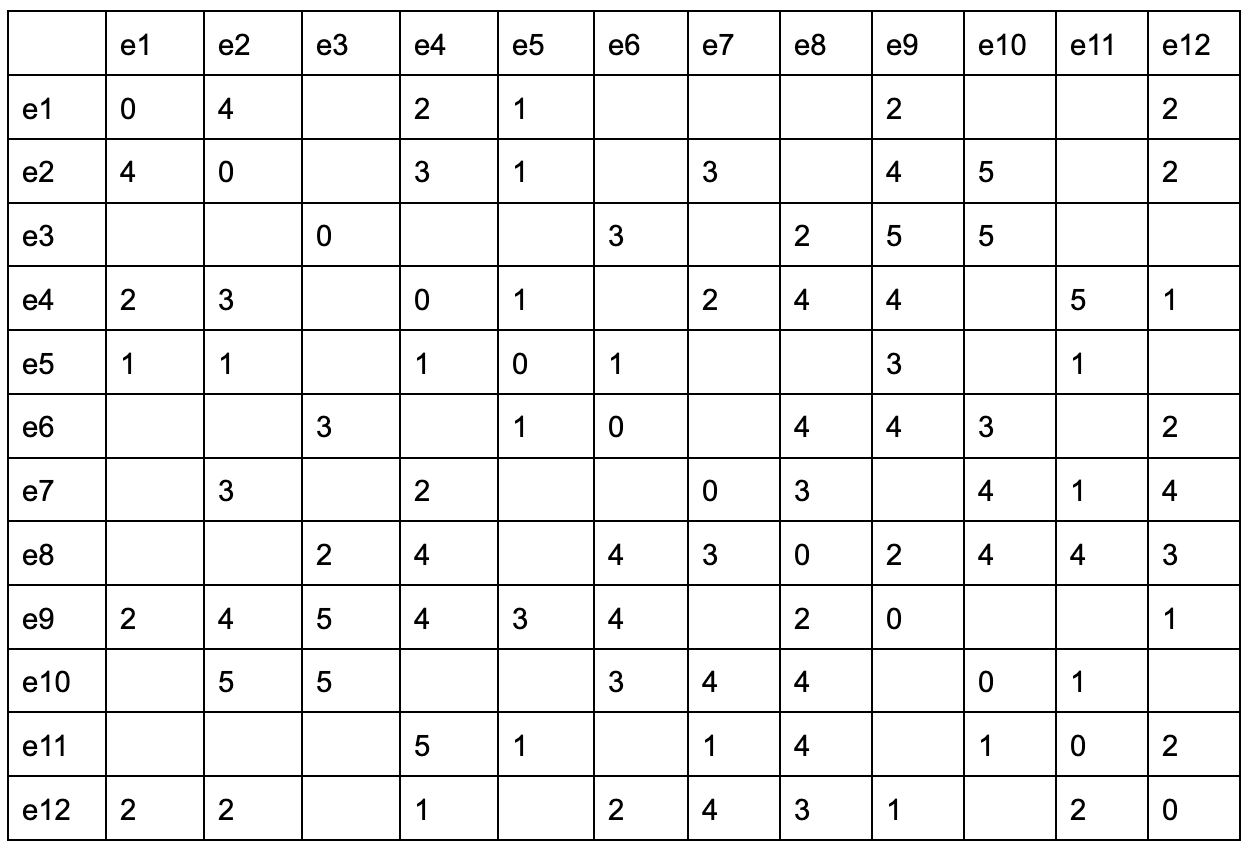 e1 e2 e3 e4 e5 e6 e7 e8 e9 e10 e11 e12
e1 0 4 2 1 2 2
e2 4 0 3 1 3 4 5 2
e3 0 3 2 5 5
e4 2 3 0 1 2 4 4 5 1
e5 1 1 1 0 1 3 1
e6 3 1 0 4 4 3 2
e7 3 2 0 3 4 1 4
e8 2 4 4 3 0 2 4 4 3
e9 2 4 5 4 3 4 2 0 1
e10 5 5 3 4 4 0 1
e11 5 1 1 4 1 0 2
e12 2 2 1 2 4 3 1 2 0